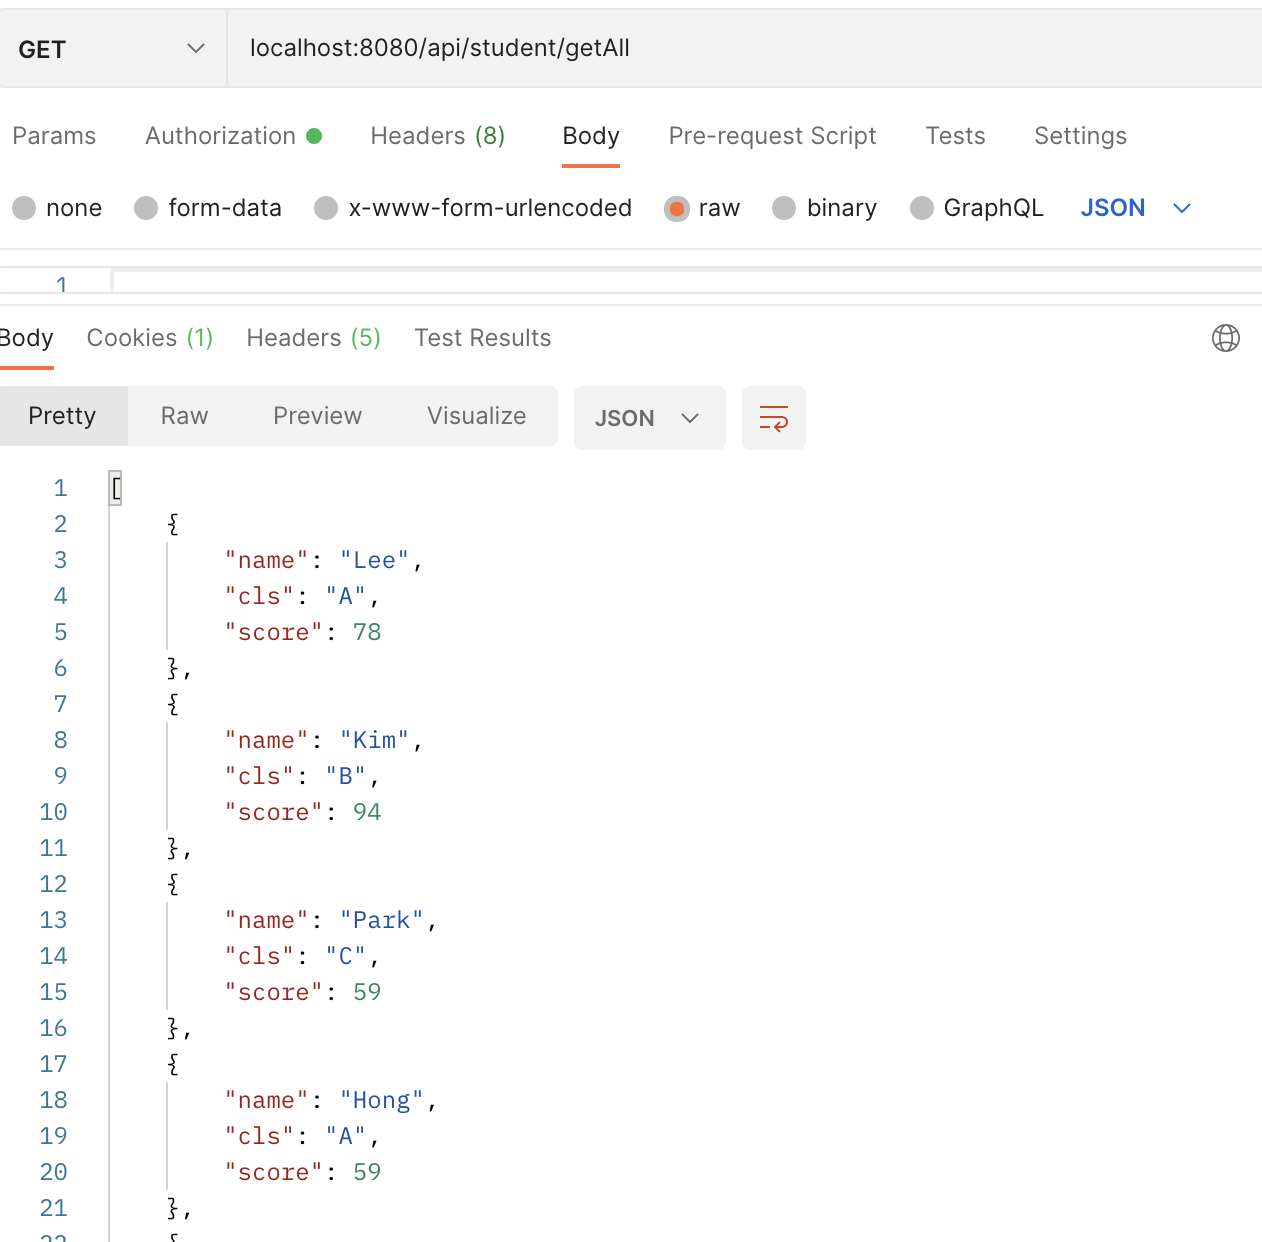 GET localhost:8080/api/student/getAll
Params Authorization Headers (8) Body Pre-request Script Tests Settings
none form-data x-www-form-urlencoded raw binary GraphQL JSON
1
Body Cookies (1) Headers (5) Test Results
Pretty Raw Preview Visualize JSON
1 [
2 {
3 "name": "Lee",
4 "cls": "A",
5 "score": 78
6 },
7 {
8 "name": "Kim",
9 "cls": "B",
10 "score": 94
11 },
12 {
13 "name": "Park",
14 "cls": "C",
15 "score": 59
16 },
17 {
18 "name": "Hong",
19 "cls": "A",
20 "score": 59
21 },
22 {